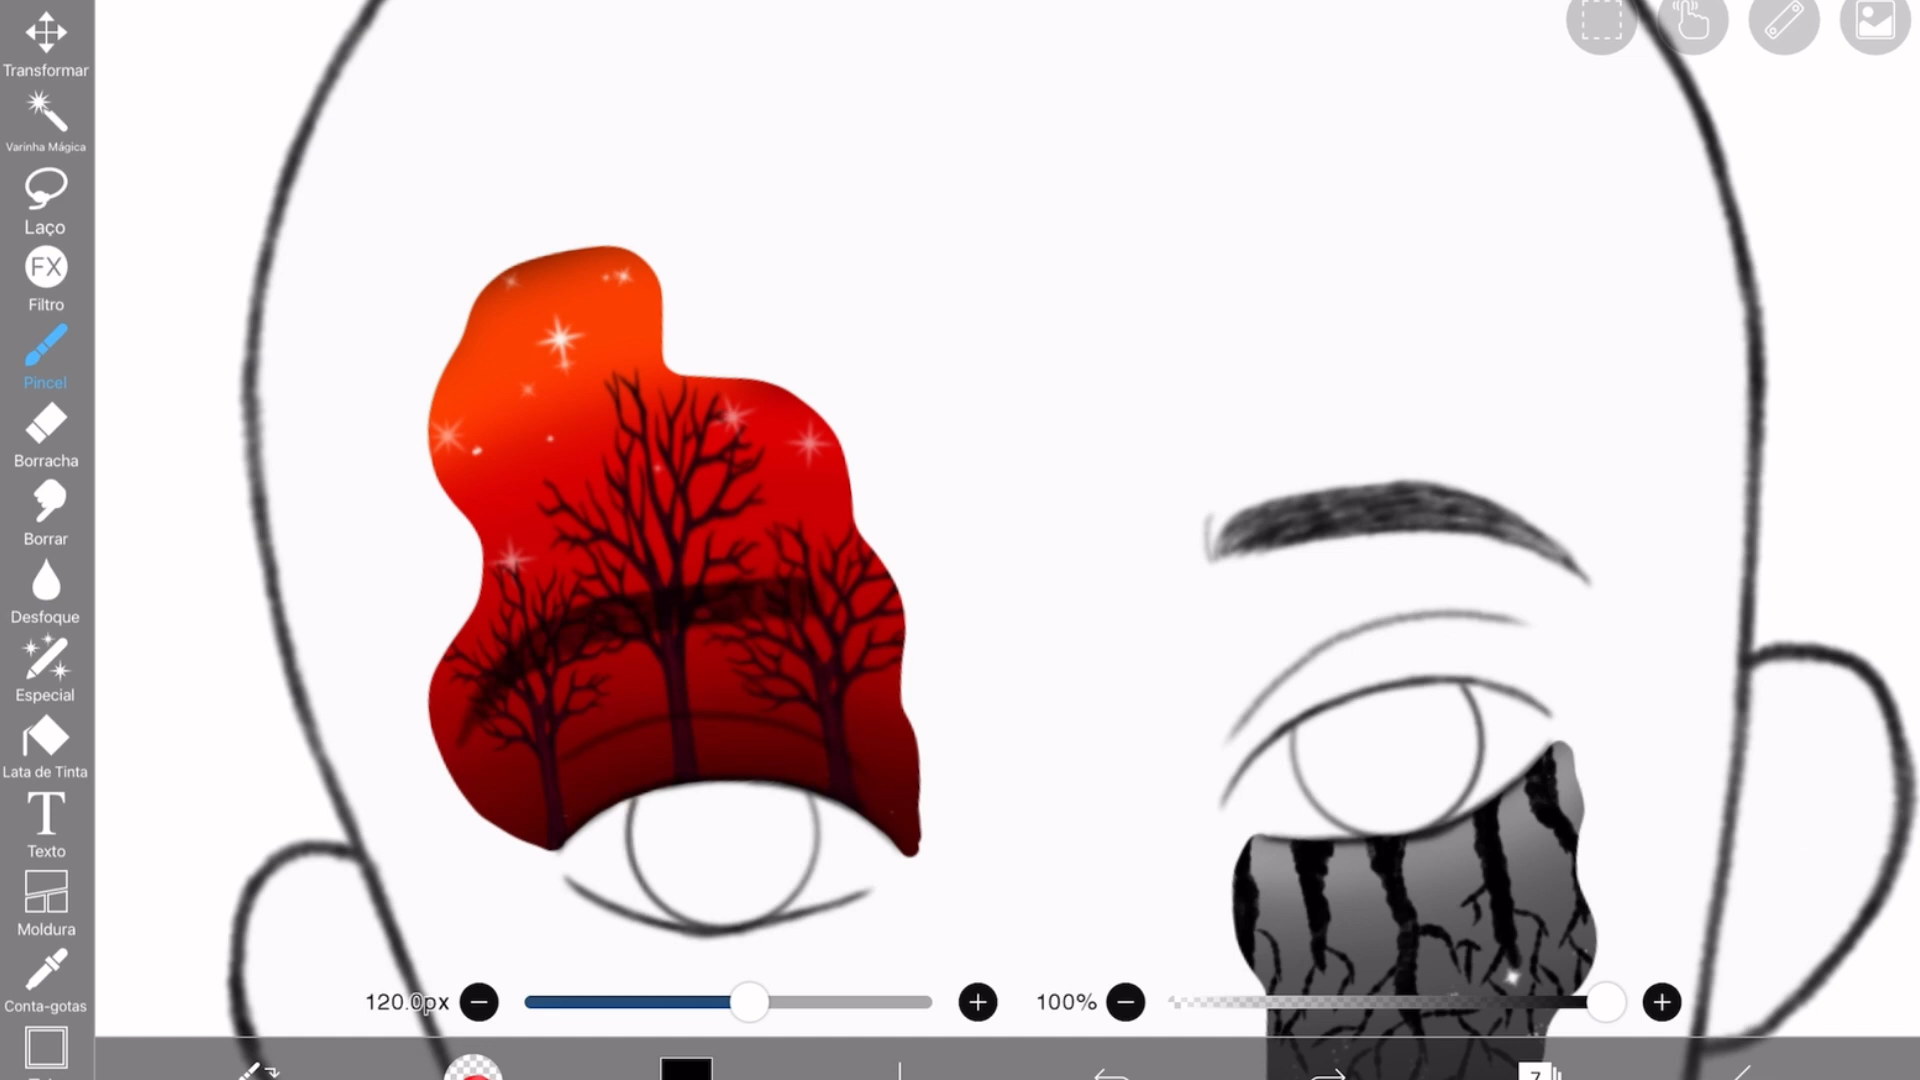 Transformar
Varinha Mágica
Laço
FX
Filtro
Pincel
Borracha
Borrar
Desfoque
Especial
Lata de Tinta
T
Texto
Moldura
Conta-gotas
120.0px
100%
7